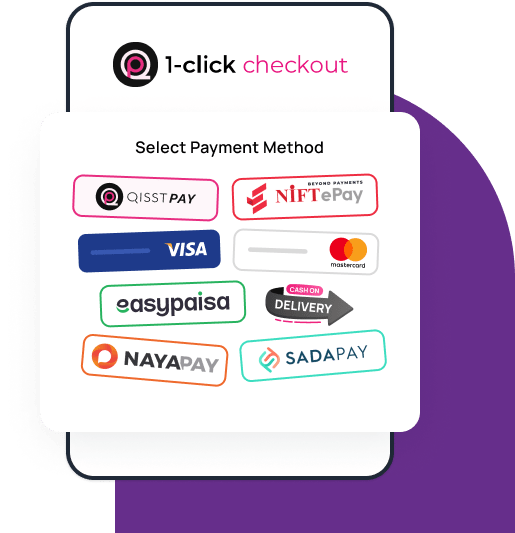 1-click checkout
Select Payment Method
QISSTPAY
BEYOND PAYMENTS
NIFTePay
VISA
mastercard
easypaisa
CASH ON
DELIVERY
NAYAPAY
SADAPAY